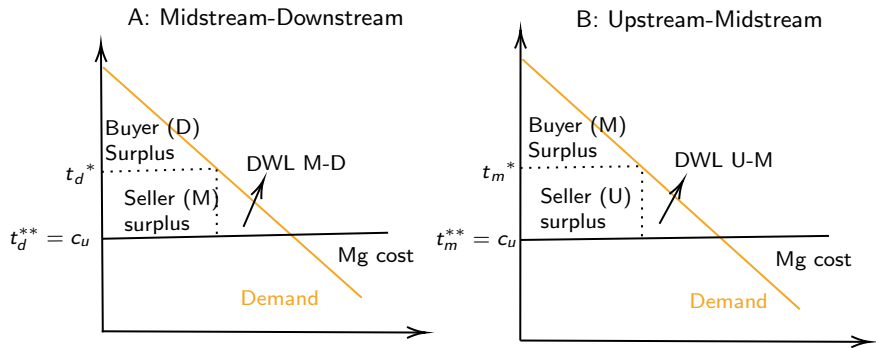 A: Midstream-Downstream
Buyer (D)
Surplus
t_d^*
DWL M-D
Seller (M)
surplus
t_d^{**} = c_u
Mg cost
Demand
B: Upstream-Midstream
Buyer (M)
Surplus
t_m^*
DWL U-M
Seller (U)
surplus
t_m^{**} = c_u
Mg cost
Demand